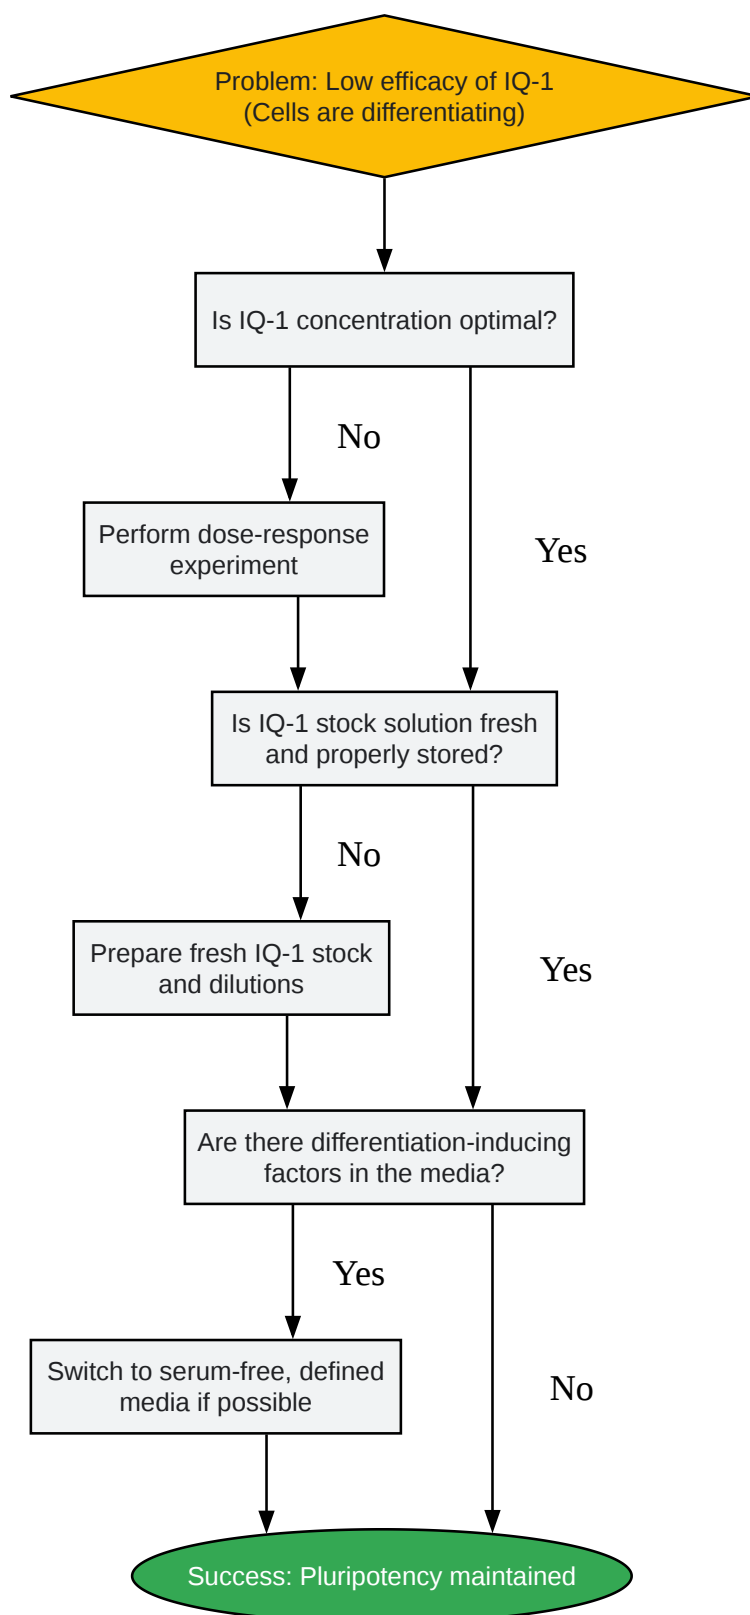 Problem: Low efficacy of IQ-1
(Cells are differentiating)
Is IQ-1 concentration optimal?
No
Perform dose-response
experiment
Yes
Is IQ-1 stock solution fresh
and properly stored?
No
Prepare fresh IQ-1 stock
and dilutions
Yes
Are there differentiation-inducing
factors in the media?
Yes
Switch to serum-free, defined
media if possible
No
Success: Pluripotency maintained